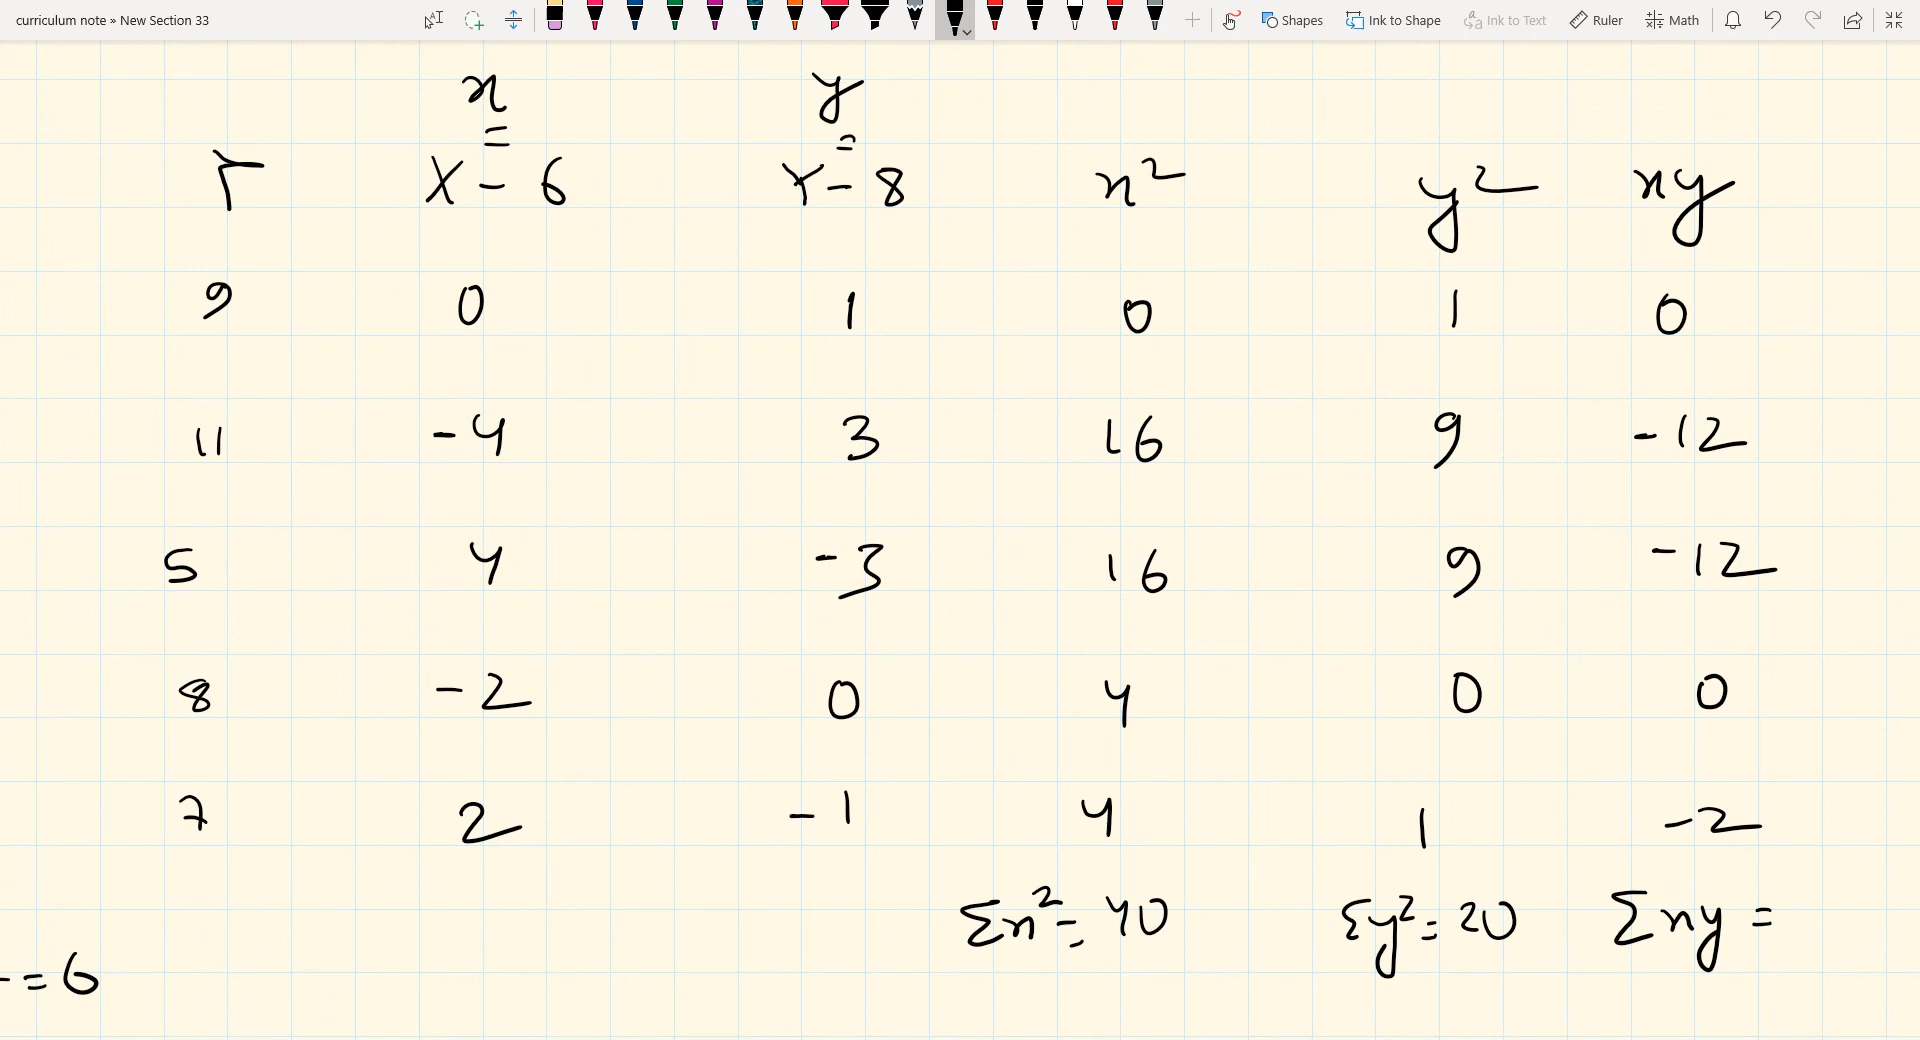 curriculum note » New Section 33
Shapes Ink to Shape Ink to Text Ruler Math
x y
= =
Y X - 6 Y - 8 x² y² xy
9 0 1 0 1 0
11 -4 3 16 9 -12
5 4 -3 16 9 -12
8 -2 0 4 0 0
7 2 -1 4 1 -2
Σx² = 40 Σy² = 20 Σxy =
= 6